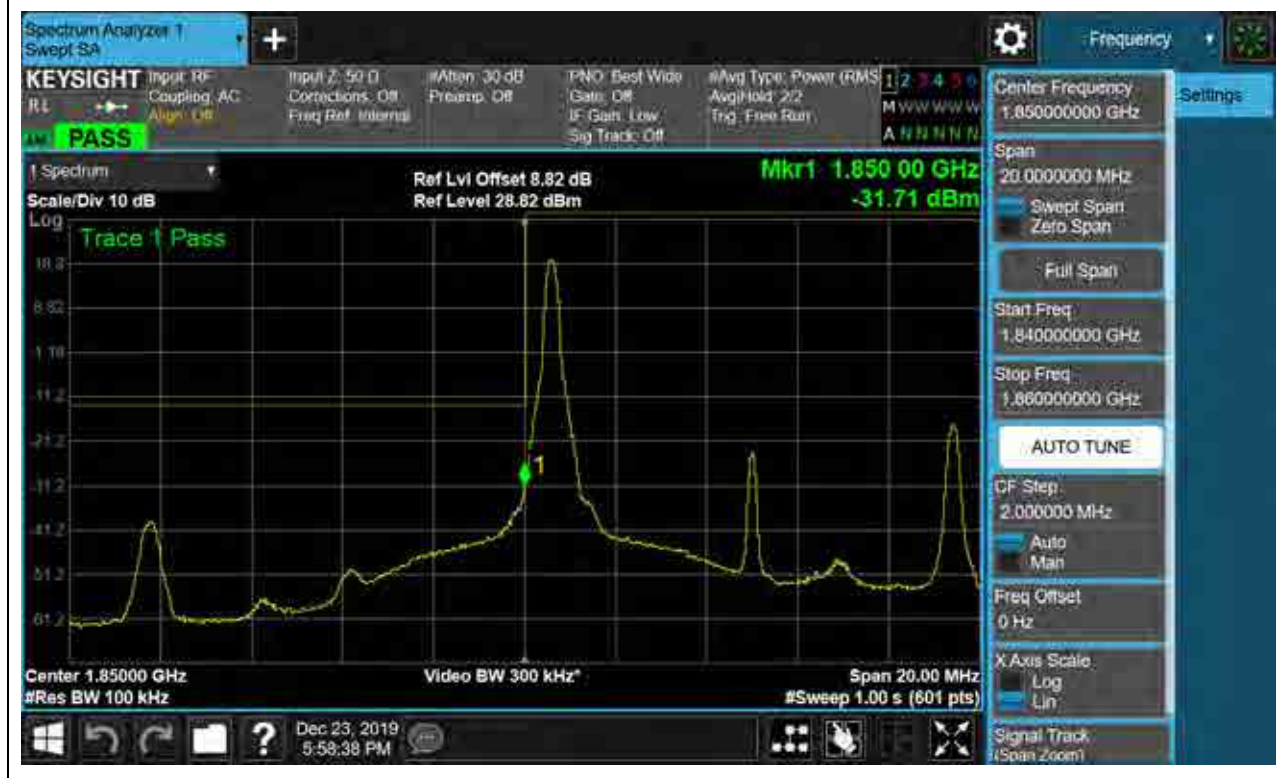 Spectrum Analyzer 1
Swept SA
Frequency
KEYSIGHT
Input: RF
Coupling: AC
Align: Off
Input Z: 50 Ω
Corrections: Off
Freq Ref: Internal
#Atten: 30 dB
Preamp: Off
PNO: Best Wide
Gate: Off
IF Gain: Low
Sig Track: Off
#Avg Type: Power (RMS
Avg|Hold: 2/2
Trig: Free Run
1 2 3 4 5 6
M W W W W W
A N N N N N
R L
PASS
Center Frequency
1.850000000 GHz
Settings
1 Spectrum
Scale/Div 10 dB
Ref Lvl Offset 8.82 dB
Ref Level 28.82 dBm
Mkr1 1.850 00 GHz
-31.71 dBm
Log
Trace 1 Pass
18.8
8.82
-1.18
-11.2
-21.2
-31.2
-41.2
-51.2
-61.2
1
Span
20.0000000 MHz
Swept Span
Zero Span
Full Span
Start Freq
1.840000000 GHz
Stop Freq
1.860000000 GHz
AUTO TUNE
CF Step
2.000000 MHz
Auto
Man
Freq Offset
0 Hz
X Axis Scale
Log
Lin
Signal Track
(Span Zoom)
Center 1.85000 GHz
#Res BW 100 kHz
Video BW 300 kHz*
Span 20.00 MHz
#Sweep 1.00 s (601 pts)
?
Dec 23, 2019
5:58:38 PM